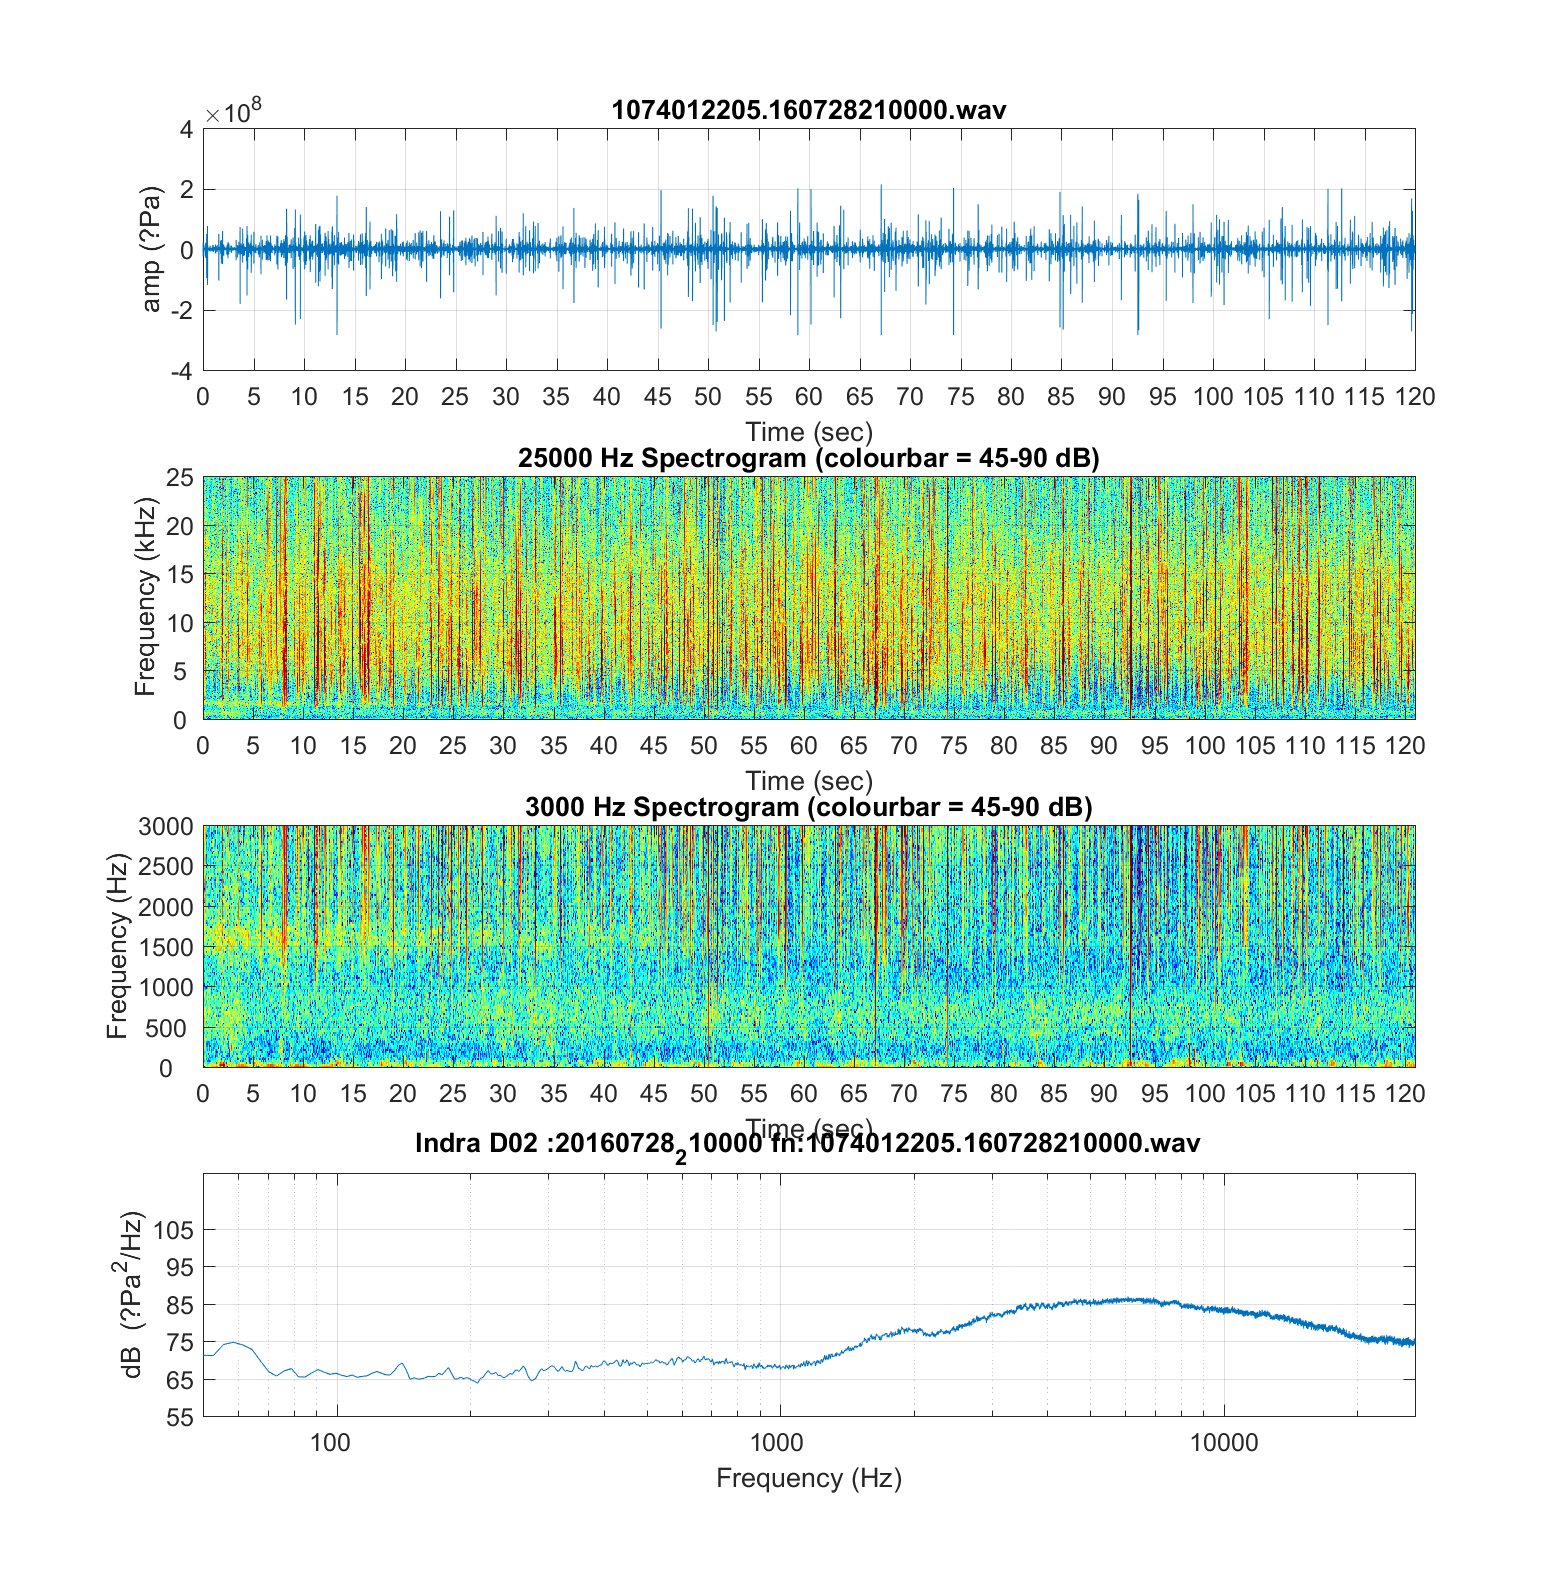 ×10^8
1074012205.160728210000.wav
4
2
0
-2
-4
amp (?Pa)
0 5 10 15 20 25 30 35 40 45 50 55 60 65 70 75 80 85 90 95 100 105 110 115 120
Time (sec)
25000 Hz Spectrogram (colourbar = 45-90 dB)
25
20
15
10
5
0
Frequency (kHz)
0 5 10 15 20 25 30 35 40 45 50 55 60 65 70 75 80 85 90 95 100 105 110 115 120
Time (sec)
3000 Hz Spectrogram (colourbar = 45-90 dB)
3000
2500
2000
1500
1000
500
0
Frequency (Hz)
0 5 10 15 20 25 30 35 40 45 50 55 60 65 70 75 80 85 90 95 100 105 110 115 120
Time (sec)
Indra D02 :20160728_210000 fn:1074012205.160728210000.wav
105
95
85
75
65
55
dB (?Pa^2/Hz)
100 1000 10000
Frequency (Hz)